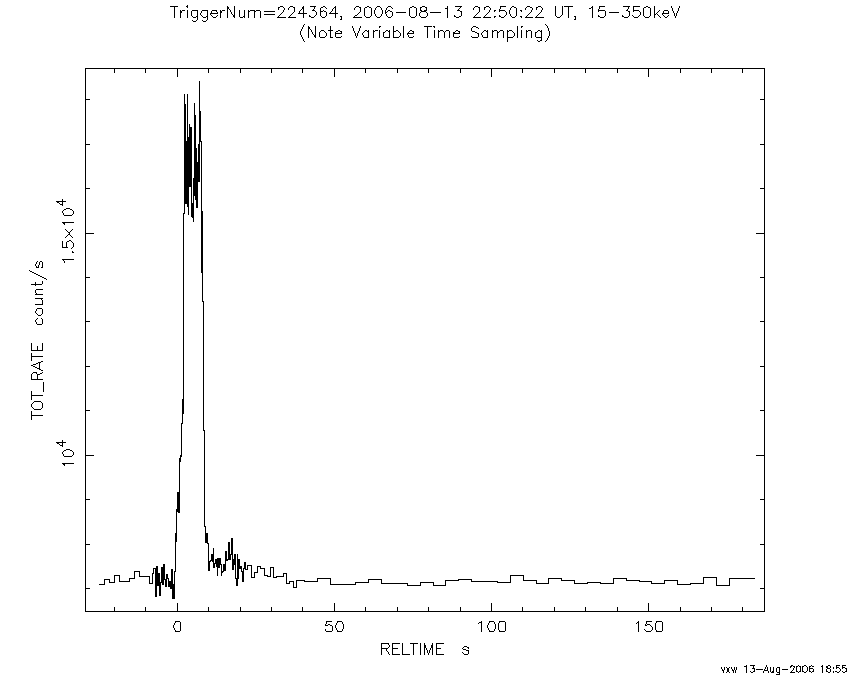 TriggerNum=224364, 2006-08-13 22:50:22 UT, 15-350keV
(Note Variable Time Sampling)
TOT_RATE count/s
1.5×10⁴
10⁴
0 50 100 150
RELTIME s
vxw 13-Aug-2006 18:55